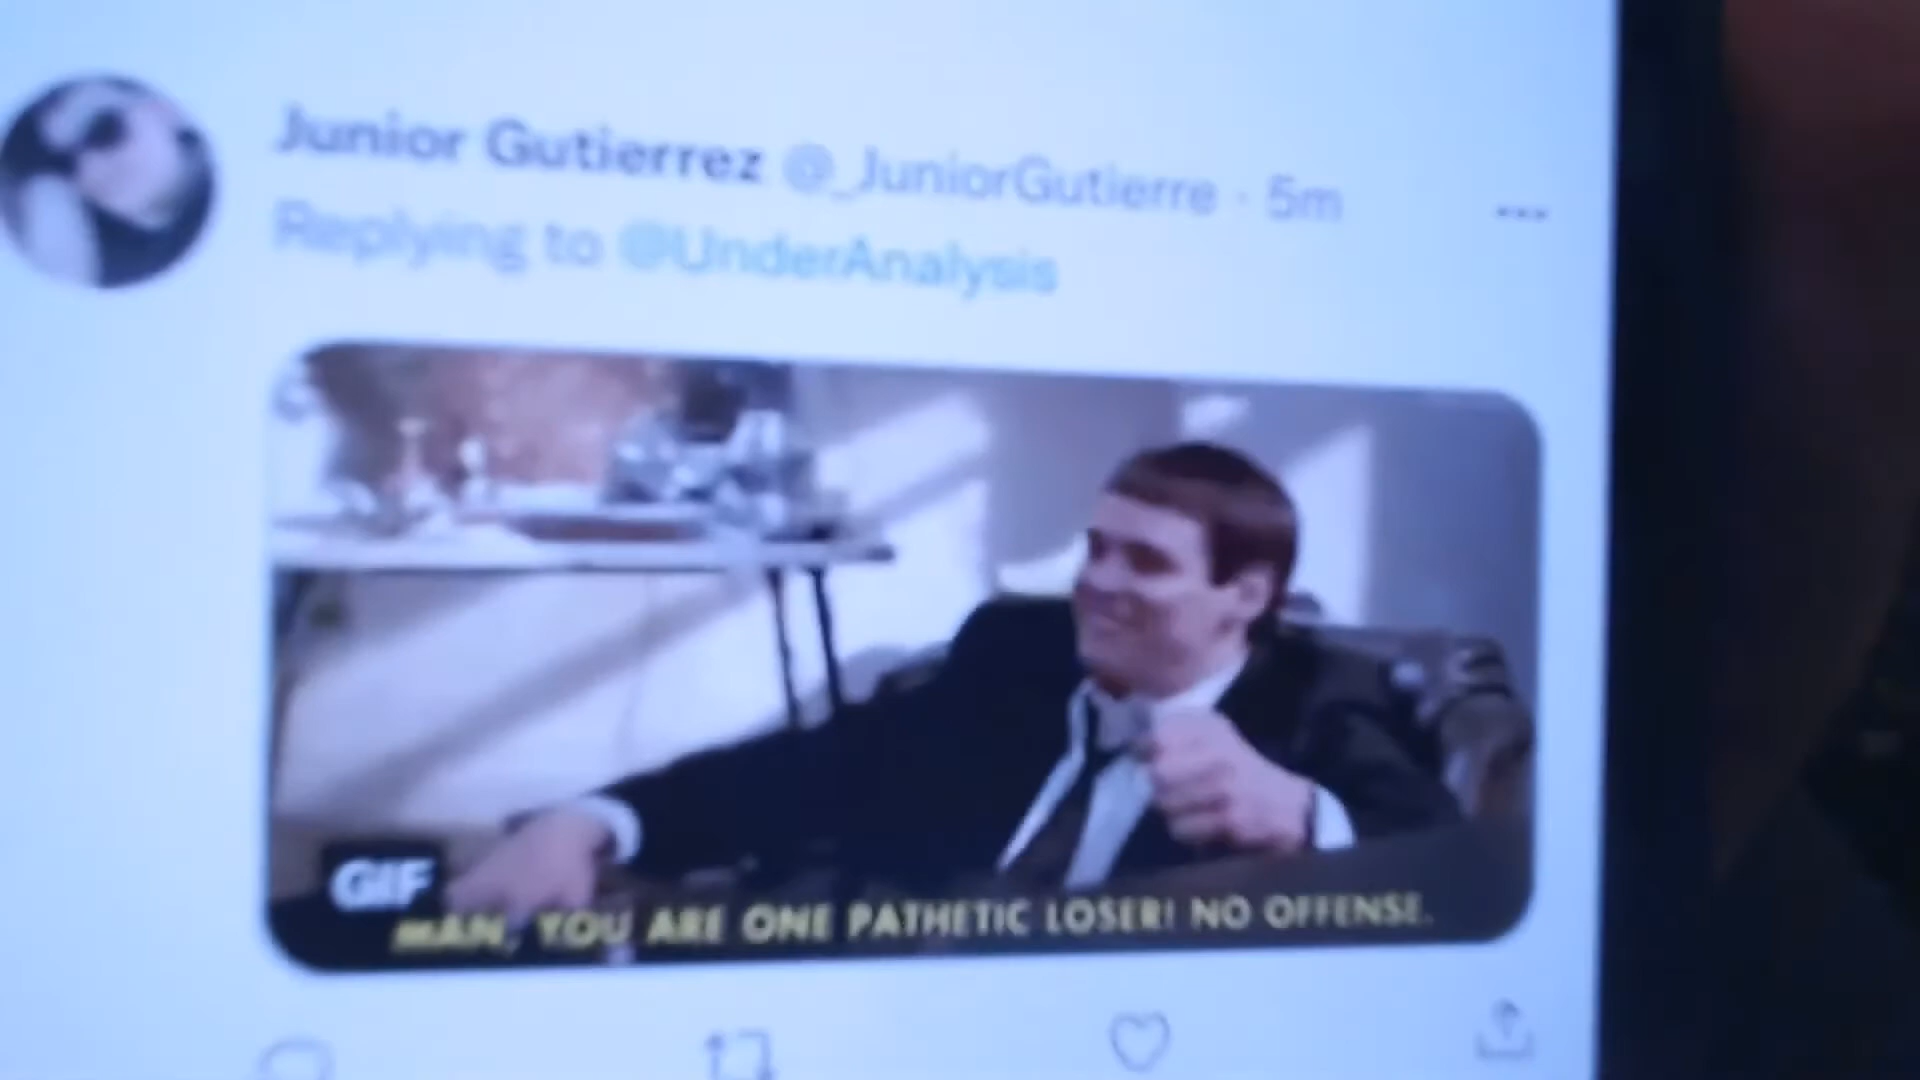 Junior Gutierrez @_JuniorGutierre · 5m
Replying to @UnderAnalysis
GIF
MAN, YOU ARE ONE PATHETIC LOSER! NO OFFENSE.